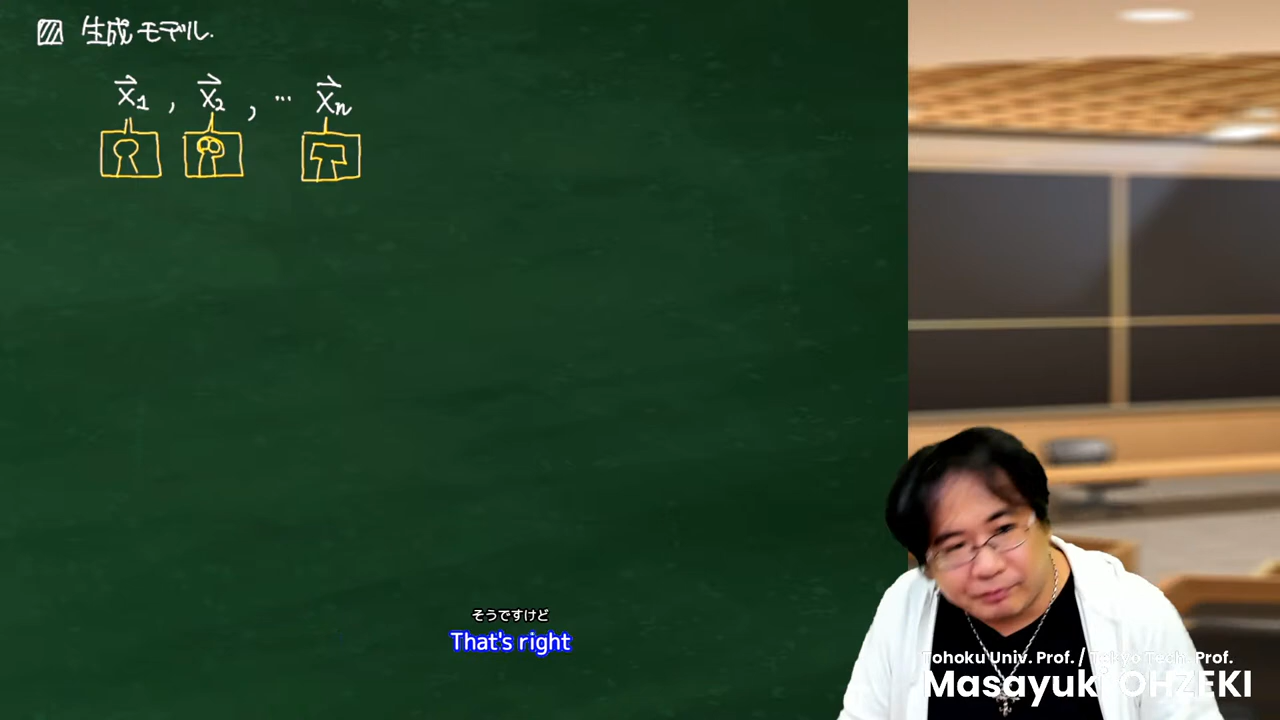 生成モデル.
x⃗₁ , x⃗₂ , … x⃗ₙ
そうですけど
That's right
Tohoku Univ. Prof. / Tokyo Tech. Prof.
Masayuki OHZEKI